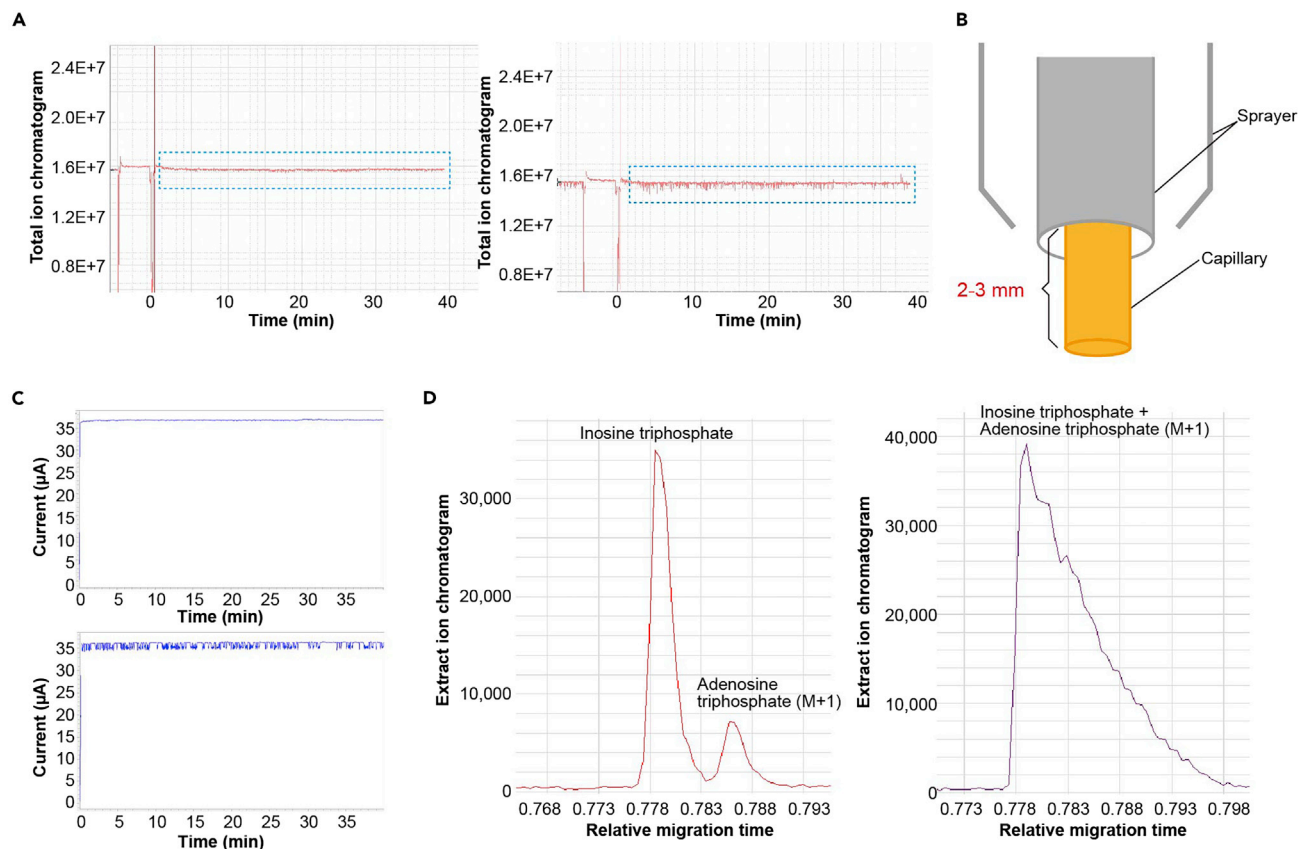 A
Total ion chromatogram
2.4E+7
2.0E+7
1.6E+7
1.2E+7
0.8E+7
0 10 20 30 40
Time (min)
Total ion chromatogram
2.4E+7
2.0E+7
1.6E+7
1.2E+7
0.8E+7
0 10 20 30 40
Time (min)
B
Sprayer
Capillary
2-3 mm
C
Current (µA)
35
30
25
20
15
10
5
0
0 5 10 15 20 25 30 35
Time (min)
Current (µA)
35
30
25
20
15
10
5
0
0 5 10 15 20 25 30 35
Time (min)
D
Extract ion chromatogram
Inosine triphosphate
Adenosine
triphosphate (M+1)
30,000
20,000
10,000
0
0.768 0.773 0.778 0.783 0.788 0.793
Relative migration time
Extract ion chromatogram
Inosine triphosphate +
Adenosine triphosphate (M+1)
40,000
30,000
20,000
10,000
0
0.773 0.778 0.783 0.788 0.793 0.798
Relative migration time